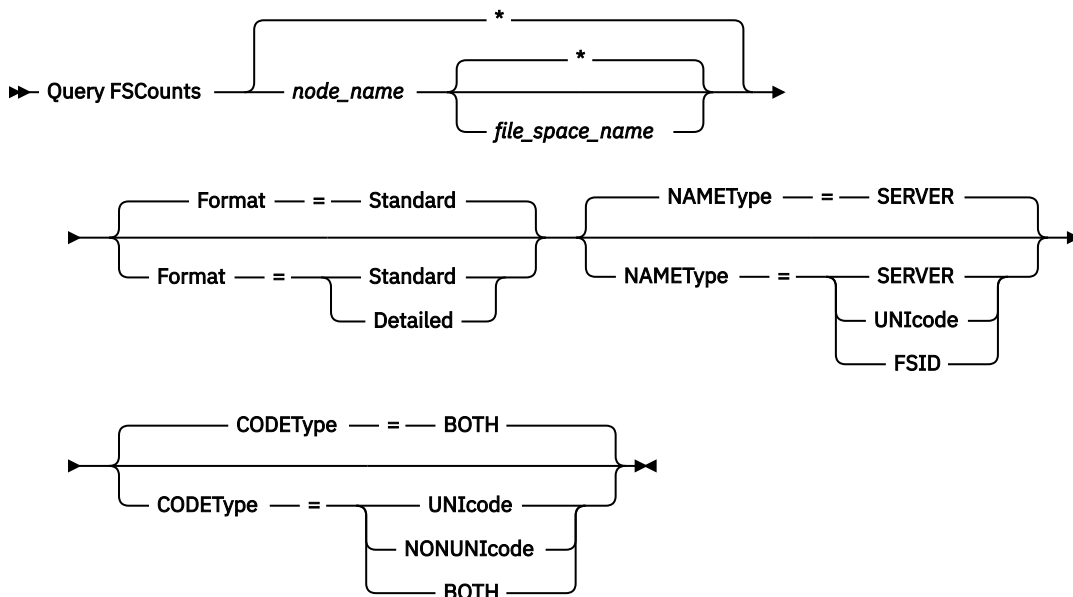 *
*
Query FSCounts node_name
file_space_name
Format = Standard NAMEType = SERVER
Format = Standard NAMEType = SERVER
Detailed UNIcode
FSID
CODEType = BOTH
CODEType = UNIcode
NONUNIcode
BOTH